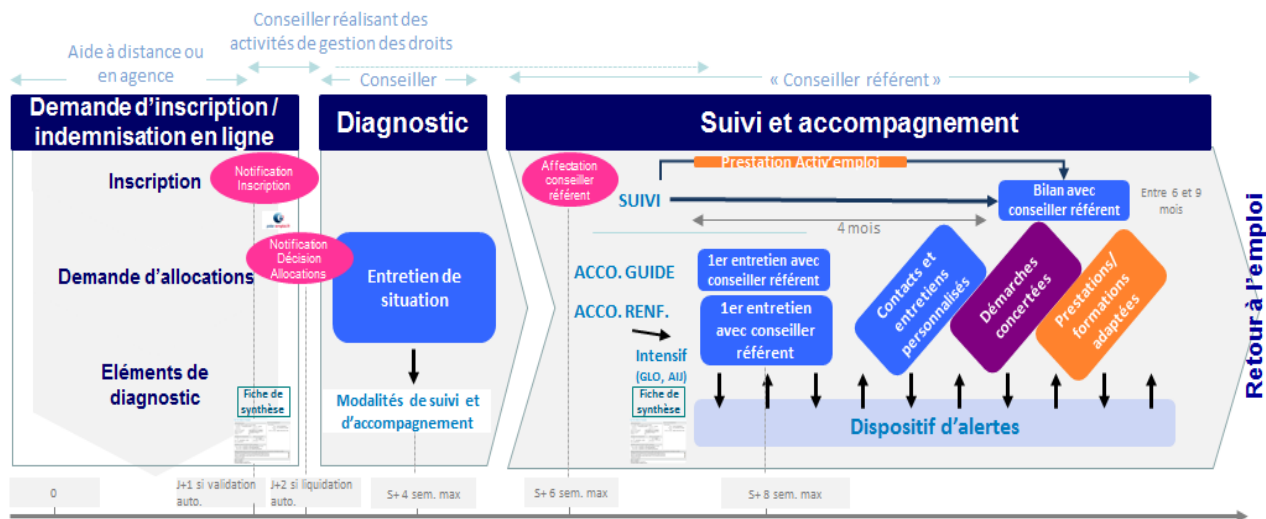 Conseiller réalisant des
activités de gestion des droits
Aide à distance ou
en agence
Conseiller
« Conseiller référent »
Demande d'inscription /
indemnisation en ligne
Diagnostic
Suivi et accompagnement
Inscription
Notification
Inscription
Demande d'allocations
Notification
Décision
Allocations
Eléments de
diagnostic
Fiche de
synthèse
Entretien de
situation
Modalités de suivi et
d'accompagnement
Affectation
conseiller
référent
Prestation Activ'emploi
SUIVI
Bilan avec
conseiller référent
Entre 6 et 9
mois
4 mois
ACCO. GUIDE
1er entretien avec
conseiller référent
ACCO. RENF.
1er entretien
avec conseiller
référent
Intensif
(GLO, AIJ)
Fiche de
synthèse
Contacts et
entretiens
personnalisés
Démarches
concertées
Prestations/
formations
adaptées
Dispositif d'alertes
Retour à l'emploi
0
J+1 si validation
auto.
J+2 si liquidation
auto.
S+ 4 sem. max
S+ 6 sem. max
S+ 8 sem. max